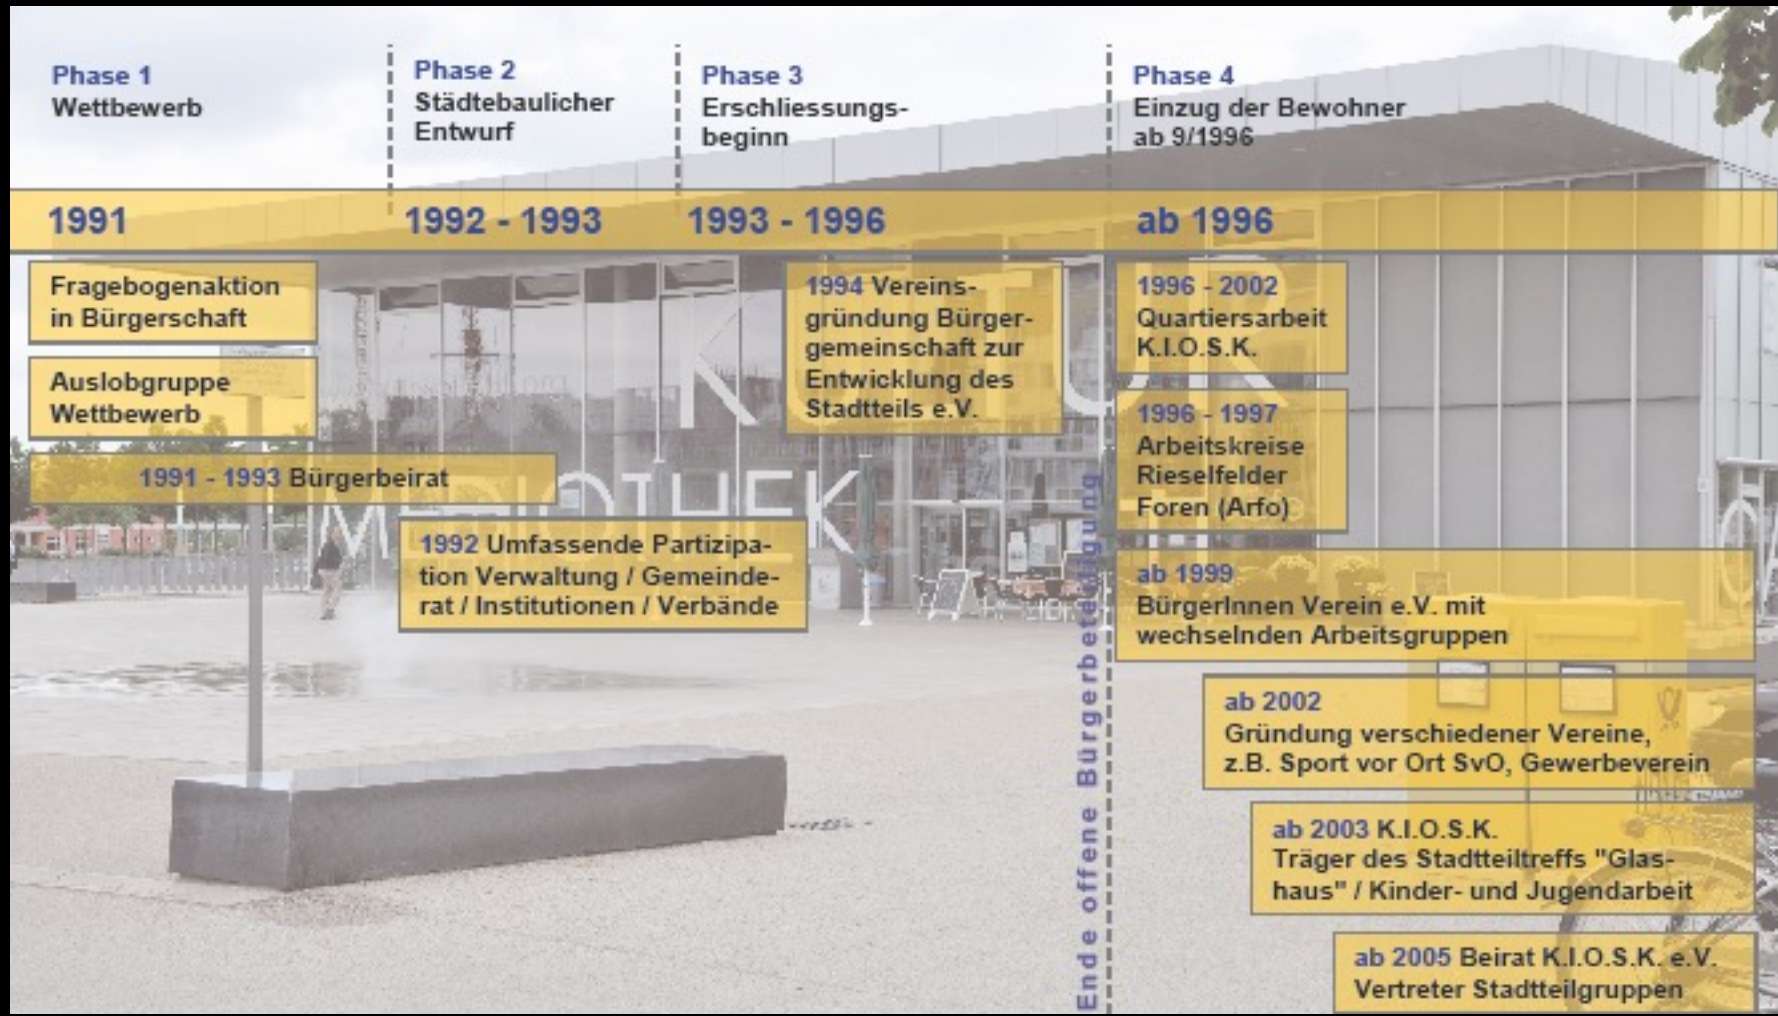 Phase 1
Wettbewerb
Phase 2
Städtebaulicher
Entwurf
Phase 3
Erschliessungs-
beginn
Phase 4
Einzug der Bewohner
ab 9/1996
1991
1992 - 1993
1993 - 1996
ab 1996
Fragebogenaktion
in Bürgerschaft
Auslobgruppe
Wettbewerb
1991 - 1993 Bürgerbeirat
1992 Umfassende Partizipa-
tion Verwaltung / Gemeinde-
rat / Institutionen / Verbände
1994 Vereins-
gründung Bürger-
gemeinschaft zur
Entwicklung des
Stadtteils e.V.
Ende offene Bürgerbeteidigung
1996 - 2002
Quartiersarbeit
K.I.O.S.K.
1996 - 1997
Arbeitskreise
Rieselfelder
Foren (Arfo)
ab 1999
BürgerInnen Verein e.V. mit
wechselnden Arbeitsgruppen
ab 2002
Gründung verschiedener Vereine,
z.B. Sport vor Ort SvO, Gewerbeverein
ab 2003 K.I.O.S.K.
Träger des Stadtteiltreffs "Glas-
haus" / Kinder- und Jugendarbeit
ab 2005 Beirat K.I.O.S.K. e.V.
Vertreter Stadtteilgruppen
KULTUR
MEDIOTHEK